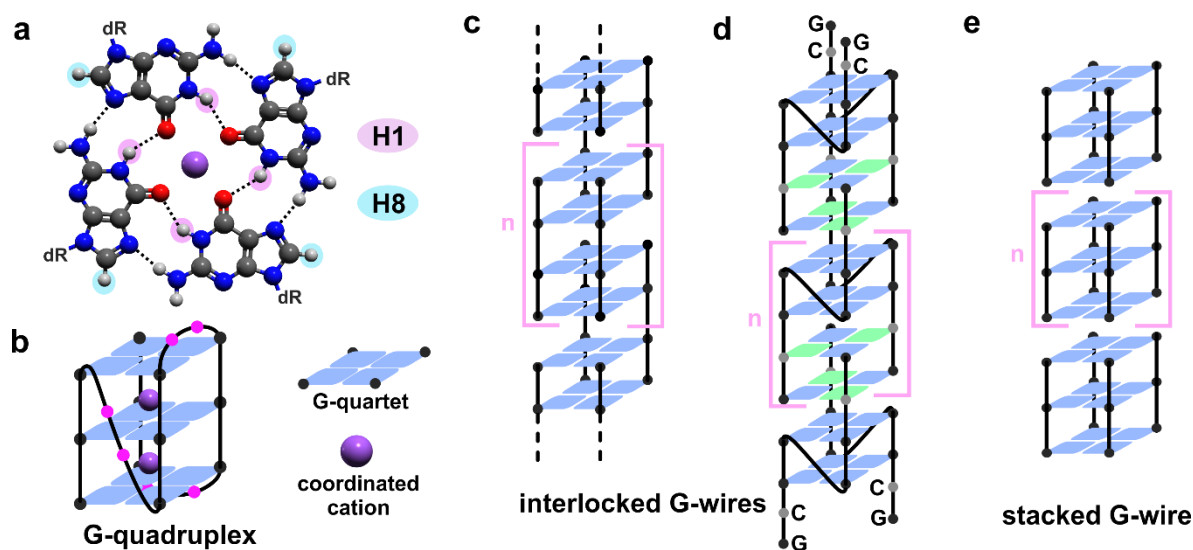 a
dR
dR
dR
dR
H1
H8
b
G-quartet
coordinated
cation
G-quadruplex
c
n
d
G
C
G
C
n
C
G
C
G
interlocked G-wires
e
n
stacked G-wire